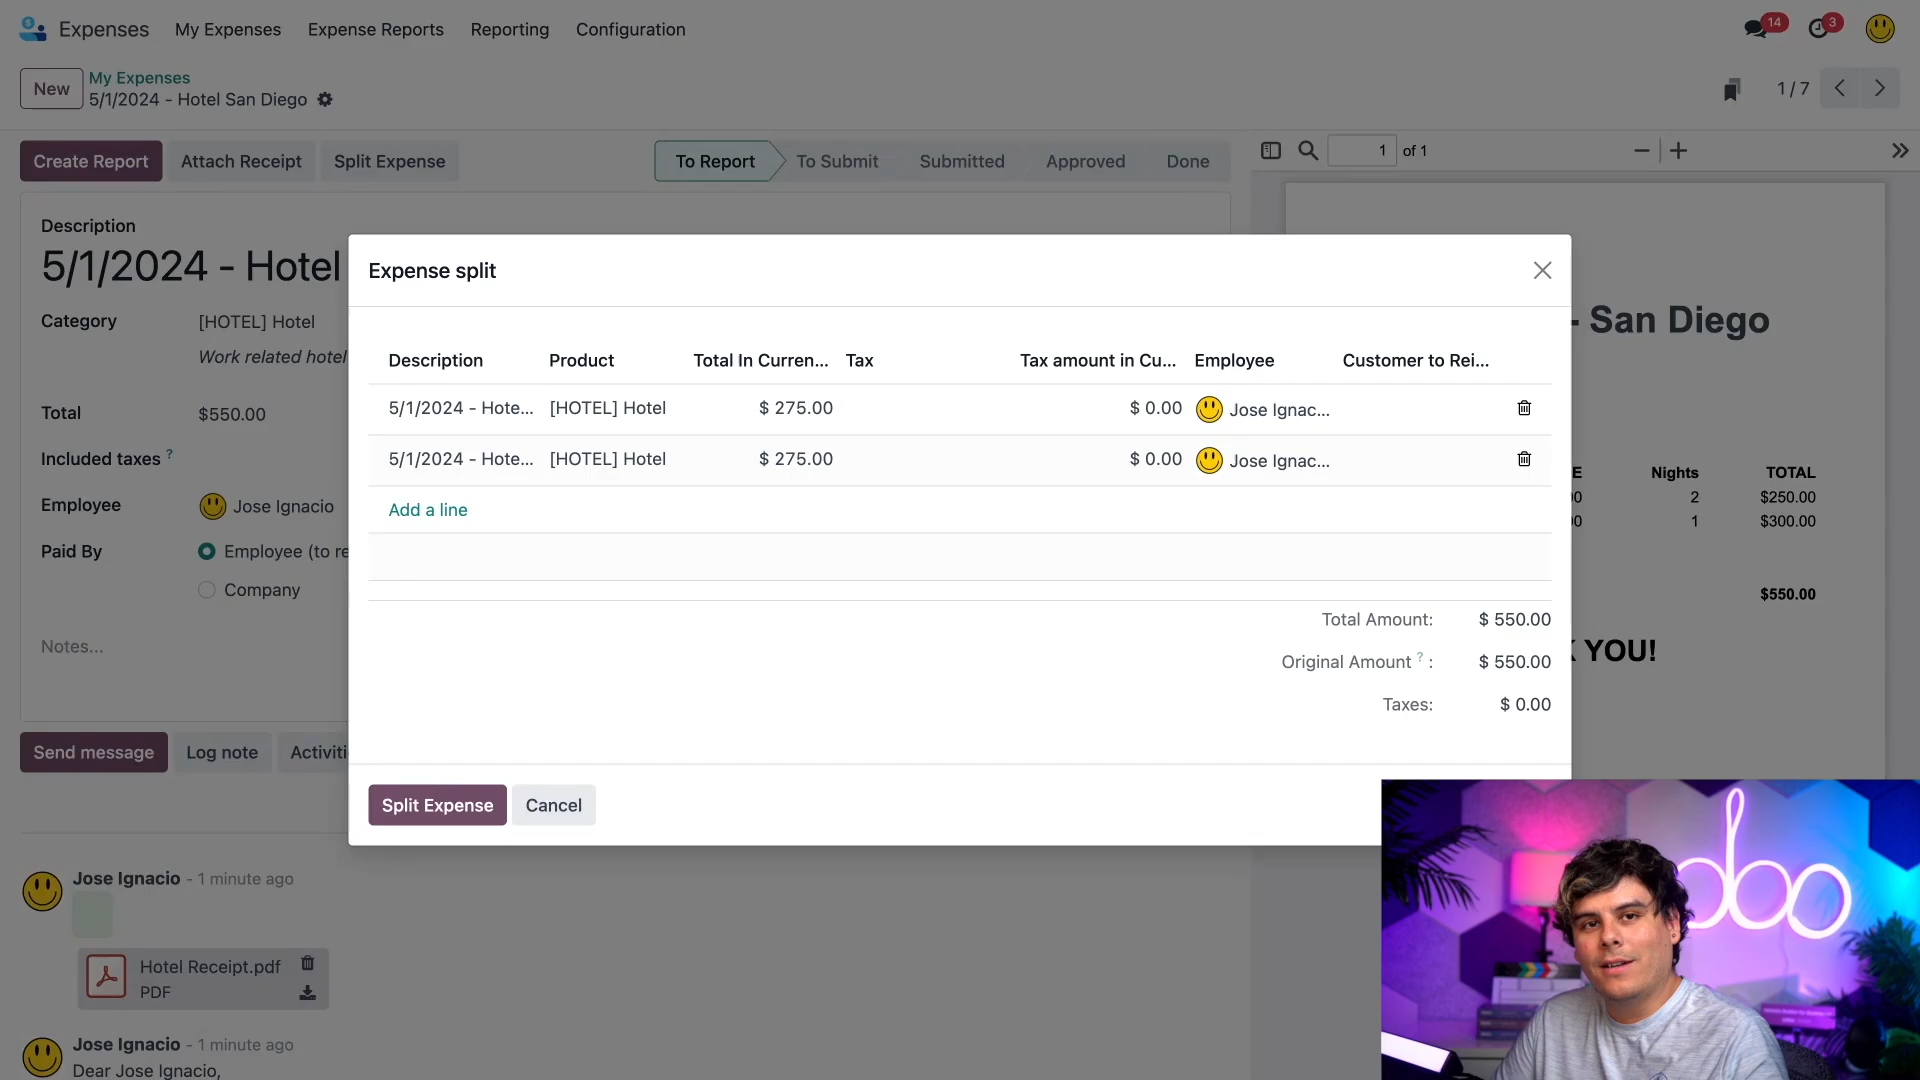 Expenses My Expenses Expense Reports Reporting Configuration 14 3
New My Expenses
5/1/2024 - Hotel San Diego 1 / 7
Create Report Attach Receipt Split Expense To Report To Submit Submitted Approved Done 1 of 1
Description
5/1/2024 - Hotel
Category [HOTEL] Hotel
Work related hotel
Total $550.00
Included taxes ?
Employee Jose Ignacio
Paid By Employee (to re
Company
Notes...
Send message Log note Activiti
Jose Ignacio - 1 minute ago
Hotel Receipt.pdf
PDF
Jose Ignacio - 1 minute ago
Dear Jose Ignacio,
Expense split
Description Product Total In Curren... Tax Tax amount in Cu... Employee Customer to Rei...
5/1/2024 - Hote... [HOTEL] Hotel $ 275.00 $ 0.00 Jose Ignac...
5/1/2024 - Hote... [HOTEL] Hotel $ 275.00 $ 0.00 Jose Ignac...
Add a line
Total Amount: $ 550.00
Original Amount ? : $ 550.00
Taxes: $ 0.00
Split Expense Cancel
- San Diego
E Nights TOTAL
00 2 $250.00
00 1 $300.00
$550.00
K YOU!